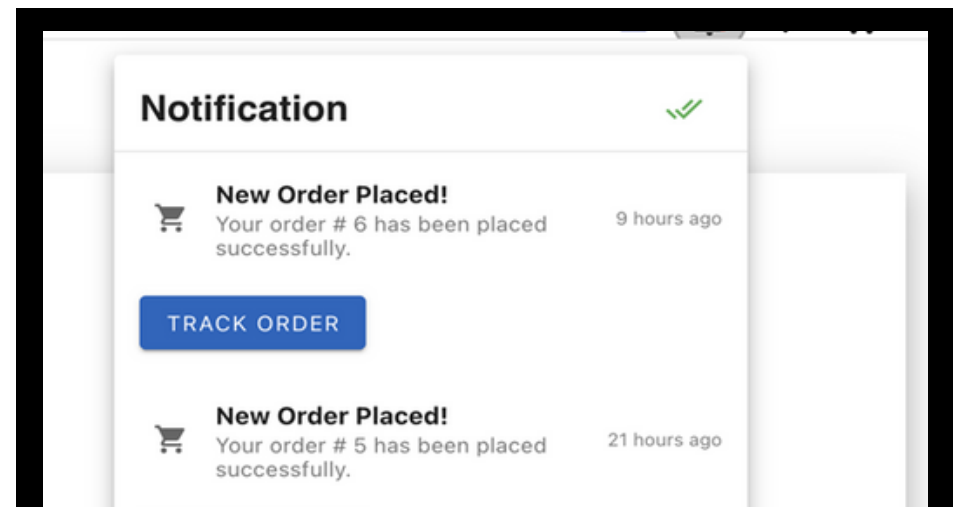 Notification
New Order Placed!
Your order # 6 has been placed
successfully.
9 hours ago
TRACK ORDER
New Order Placed!
Your order # 5 has been placed
successfully.
21 hours ago